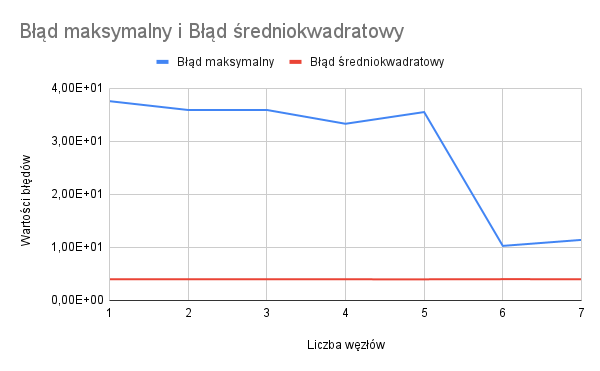 Błąd maksymalny i Błąd średniokwadratowy
Błąd maksymalny Błąd średniokwadratowy
4,00E+01
3,00E+01
2,00E+01
1,00E+01
0,00E+00
Wartości błędów
1 2 3 4 5 6 7
Liczba węzłów